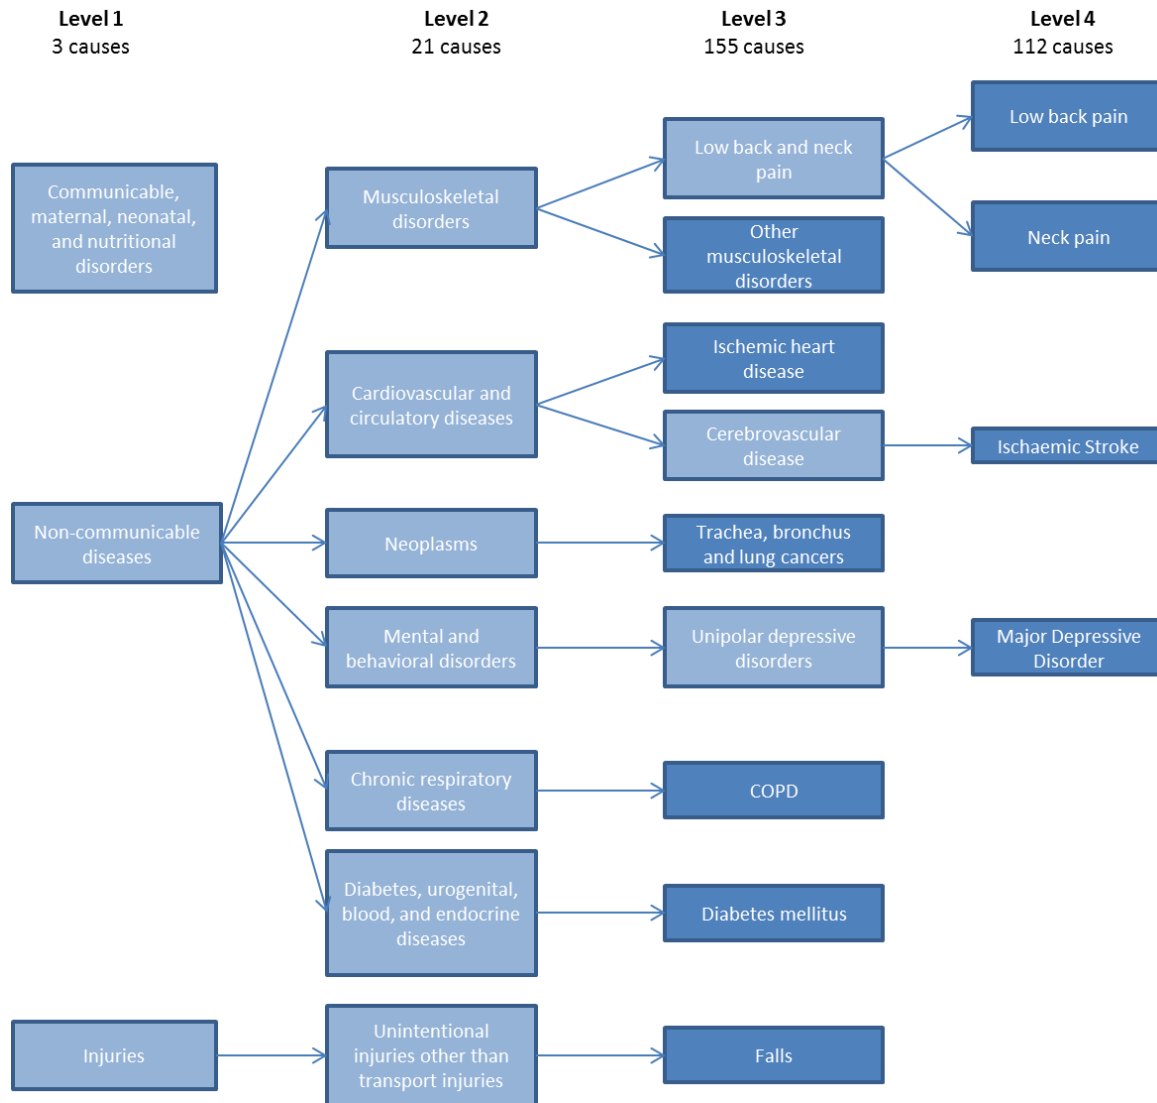 Level 1
3 causes
Level 2
21 causes
Level 3
155 causes
Level 4
112 causes
Communicable,
maternal, neonatal,
and nutritional
disorders
Non-communicable
diseases
Injuries
Musculoskeletal
disorders
Cardiovascular and
circulatory diseases
Neoplasms
Mental and
behavioral disorders
Chronic respiratory
diseases
Diabetes, urogenital,
blood, and endocrine
diseases
Unintentional
injuries other than
transport injuries
Low back and neck
pain
Other
musculoskeletal
disorders
Ischemic heart
disease
Cerebrovascular
disease
Trachea, bronchus
and lung cancers
Unipolar depressive
disorders
COPD
Diabetes mellitus
Falls
Low back pain
Neck pain
Ischaemic Stroke
Major Depressive
Disorder